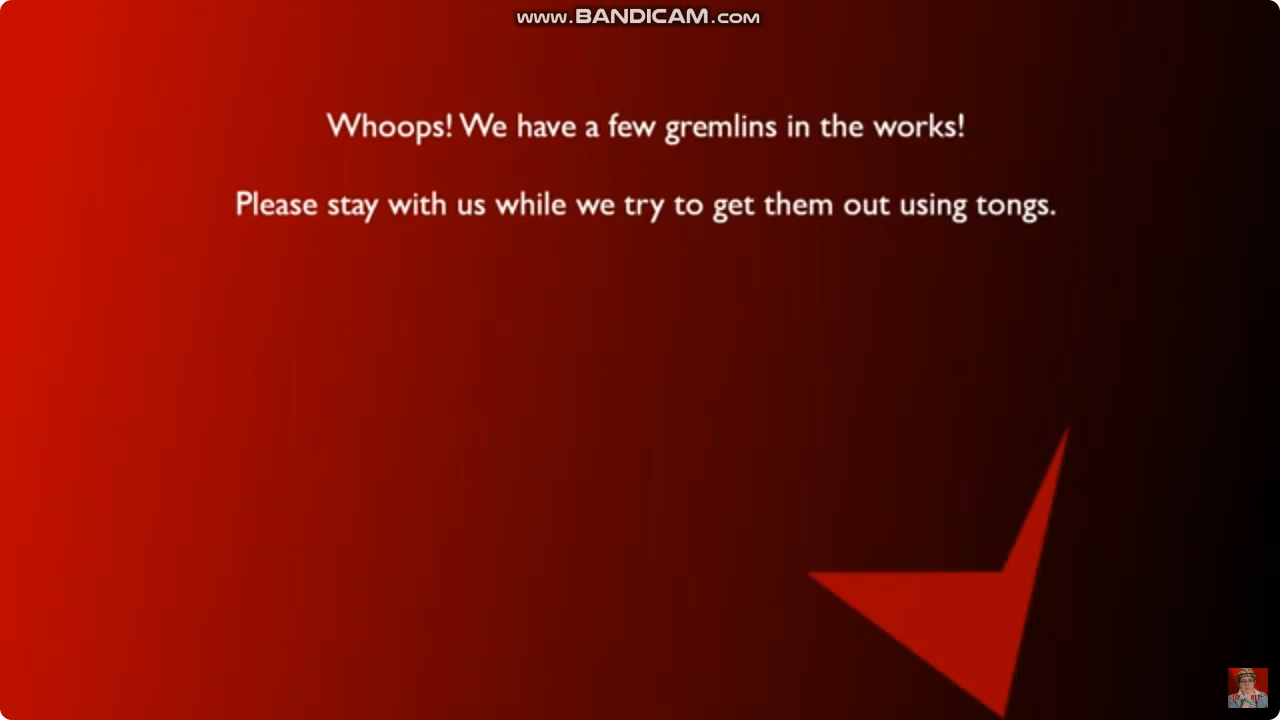 www.BANDICAM.com
Whoops! We have a few gremlins in the works!
Please stay with us while we try to get them out using tongs.